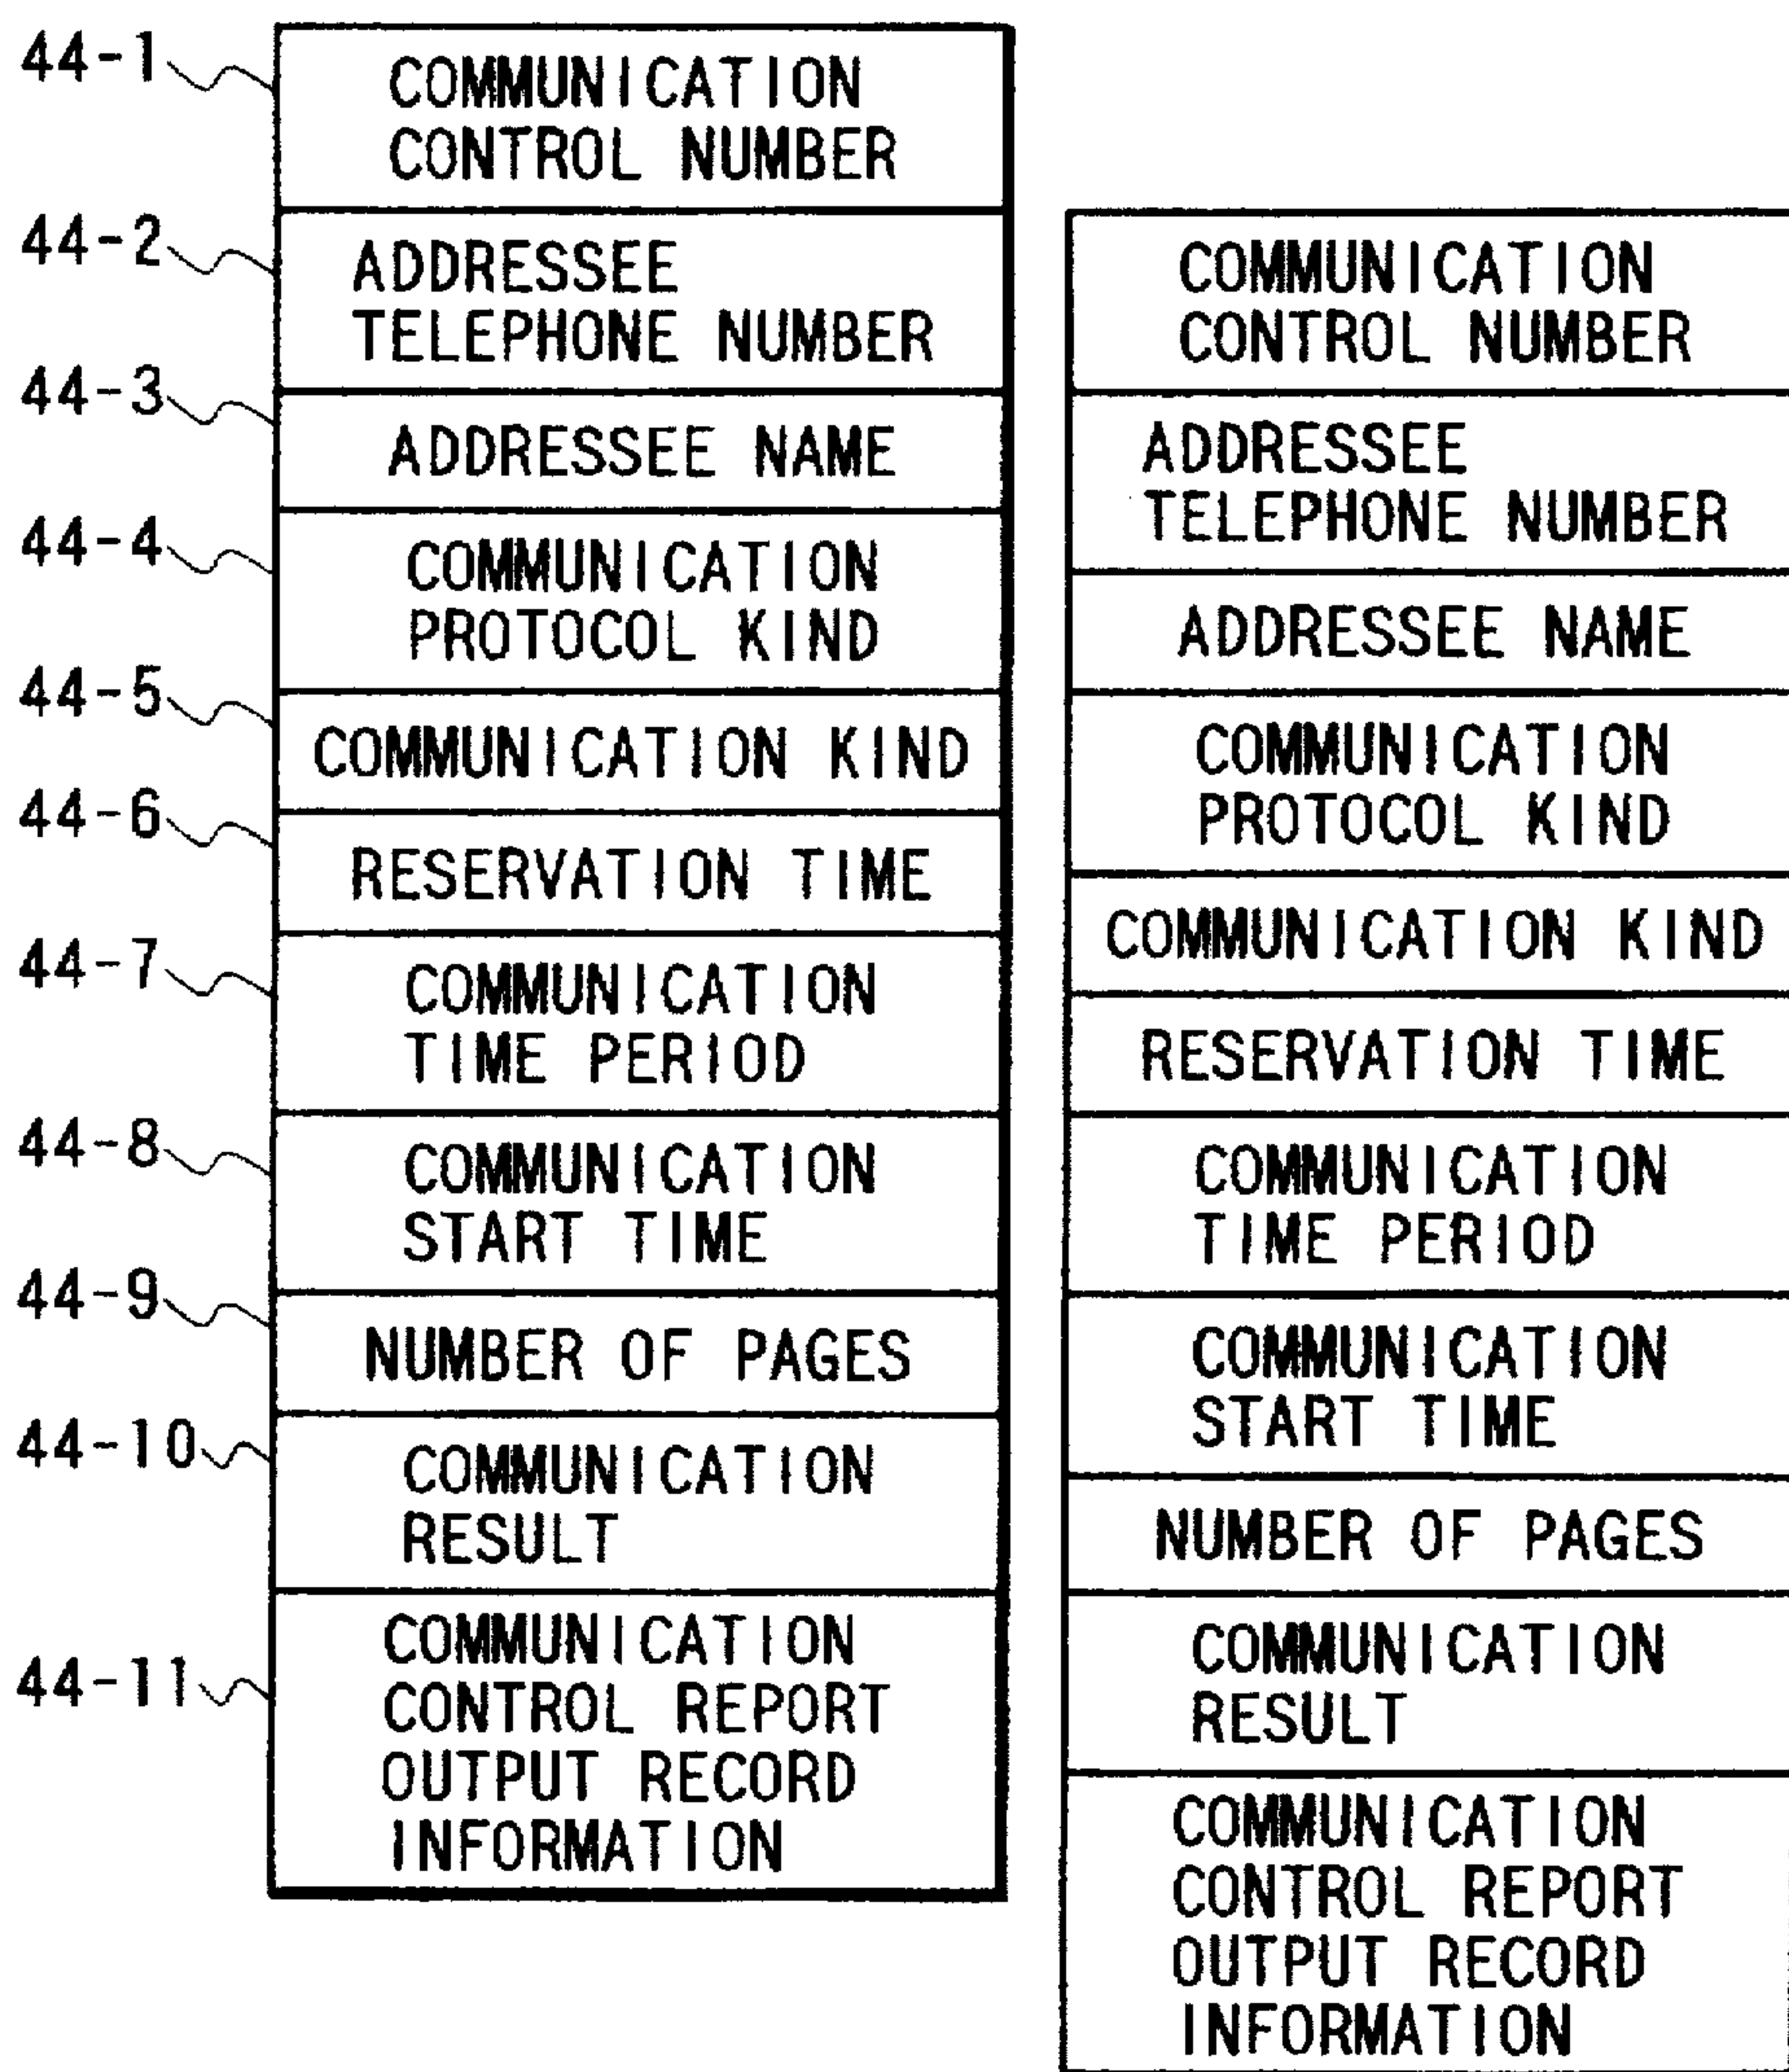 44-1
COMMUNICATION
CONTROL NUMBER
44-2
ADDRESSEE
TELEPHONE NUMBER
44-3
ADDRESSEE NAME
44-4
COMMUNICATION
PROTOCOL KIND
44-5
COMMUNICATION KIND
44-6
RESERVATION TIME
44-7
COMMUNICATION
TIME PERIOD
44-8
COMMUNICATION
START TIME
44-9
NUMBER OF PAGES
44-10
COMMUNICATION
RESULT
44-11
COMMUNICATION
CONTROL REPORT
OUTPUT RECORD
INFORMATION
COMMUNICATION
CONTROL NUMBER
ADDRESSEE
TELEPHONE NUMBER
ADDRESSEE NAME
COMMUNICATION
PROTOCOL KIND
COMMUNICATION KIND
RESERVATION TIME
COMMUNICATION
TIME PERIOD
COMMUNICATION
START TIME
NUMBER OF PAGES
COMMUNICATION
RESULT
COMMUNICATION
CONTROL REPORT
OUTPUT RECORD
INFORMATION